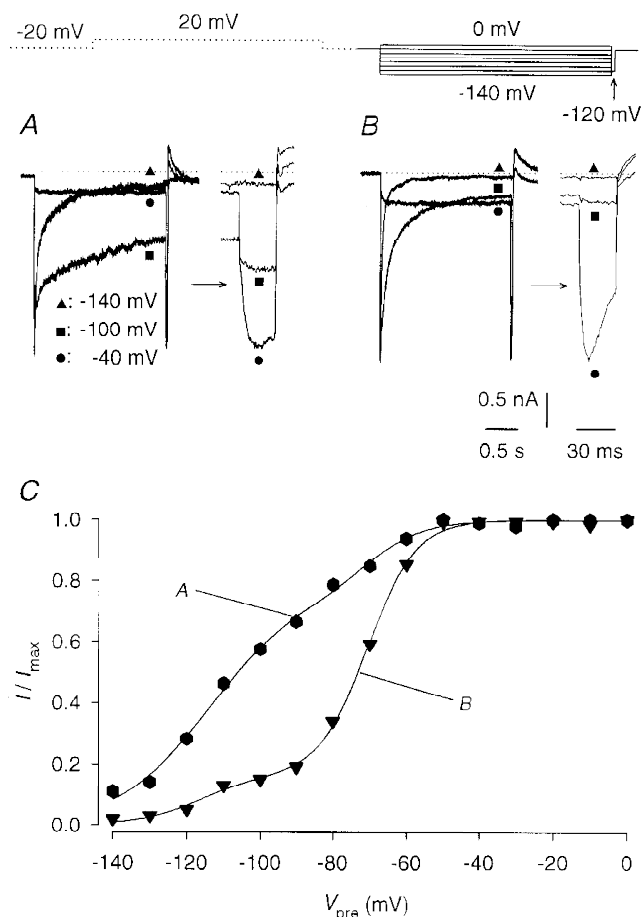 -20 mV
20 mV
0 mV
-140 mV
-120 mV
A
B
▲: -140 mV
■: -100 mV
●: -40 mV
0.5 nA
0.5 s
30 ms
C
1.0
0.8
0.6
0.4
0.2
0.0
I / Imax
A
B
-140 -120 -100 -80 -60 -40 -20 0
Vpre (mV)